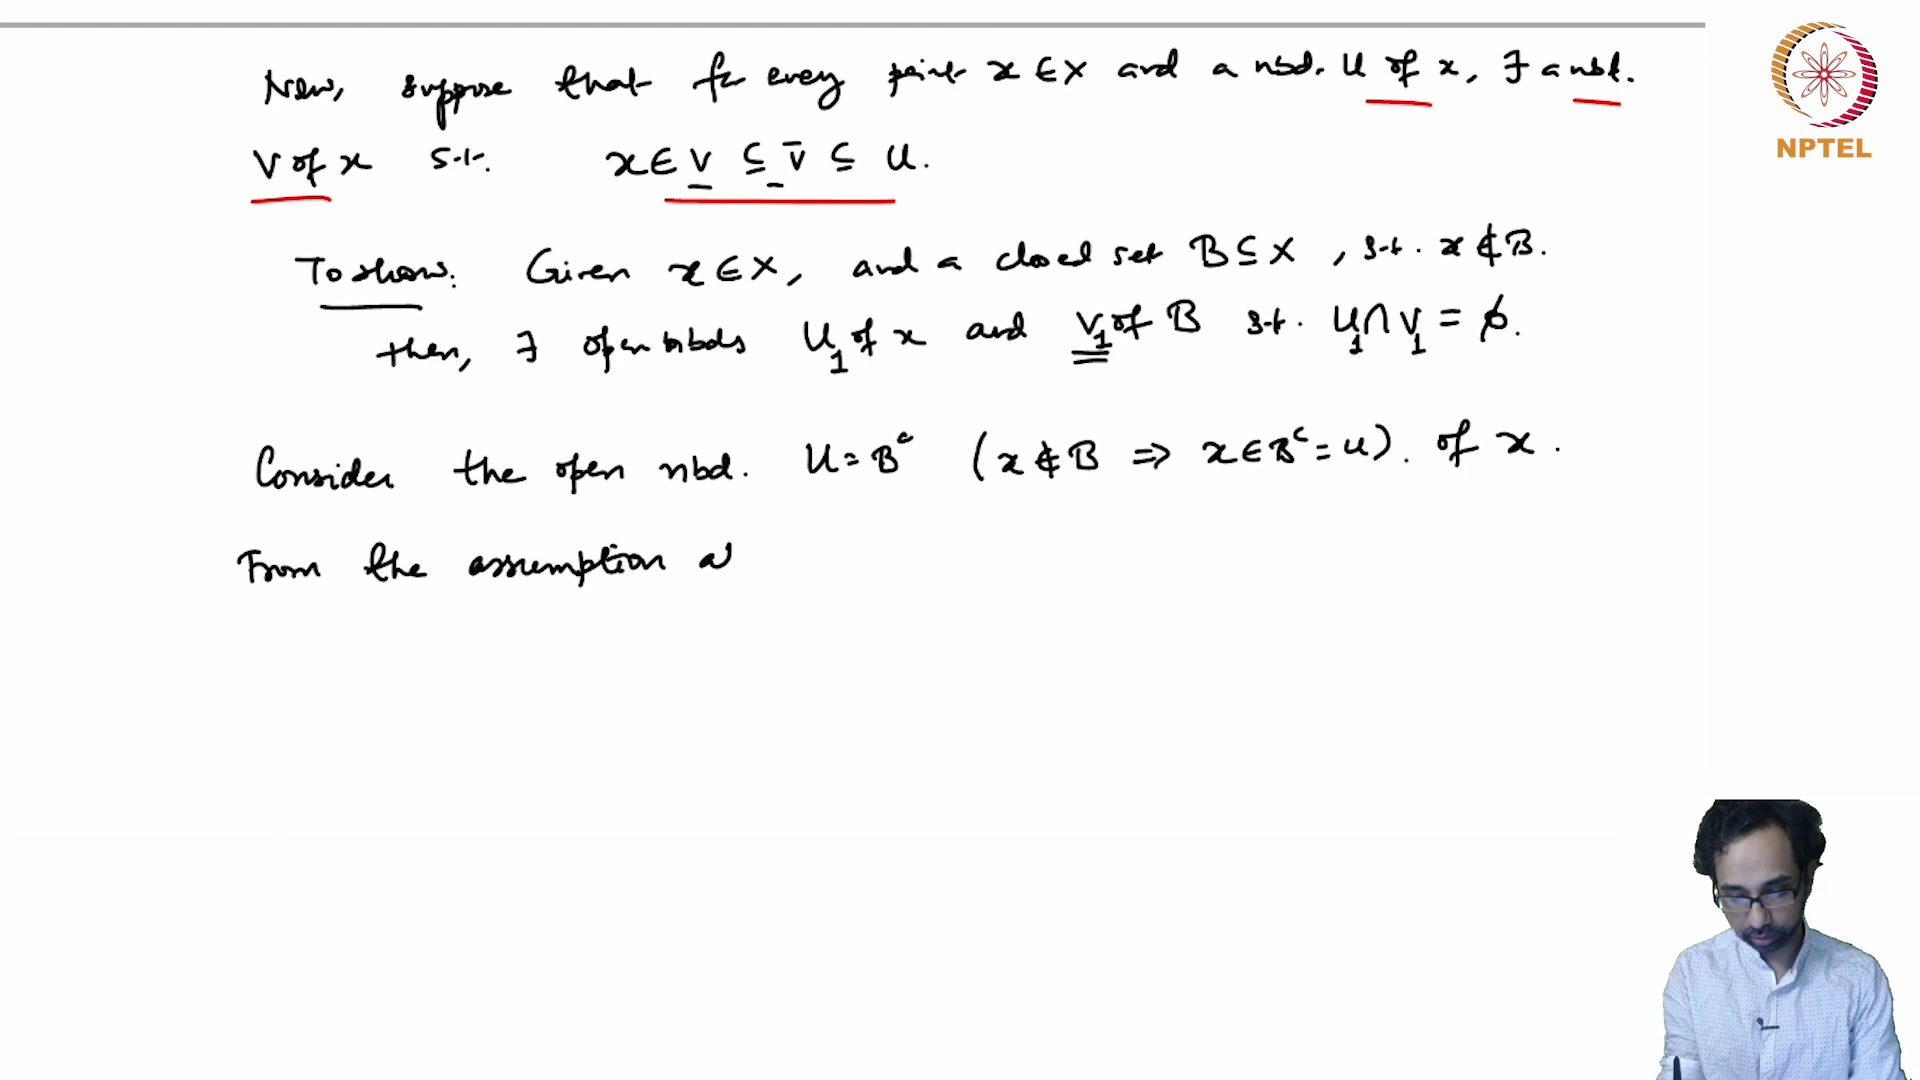 Now, suppose that for every point x ∈ X and a nbd. U of x, ∃ a nbd.
V of x s.t. x ∈ V ⊆ V̄ ⊆ U.
To show: Given x ∈ X, and a closed set B ⊆ X, s.t. x ∉ B.
then, ∃ open nbds U₁ of x and V₁ of B s.t. U₁ ∩ V₁ = ϕ.
Consider the open nbd. U = Bᶜ (x ∉ B ⇒ x ∈ Bᶜ = U). of x.
From the assumption a
NPTEL